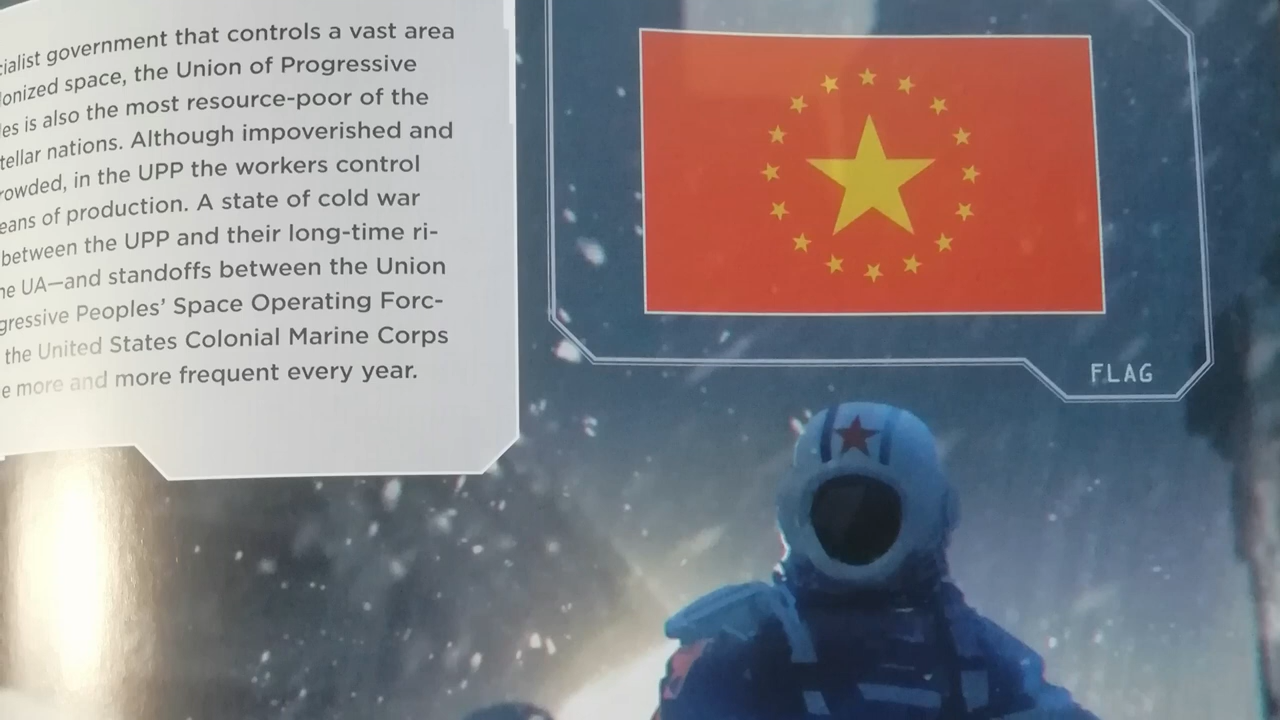 cialist government that controls a vast area
lonized space, the Union of Progressive
les is also the most resource-poor of the
tellar nations. Although impoverished and
rowded, in the UPP the workers control
eans of production. A state of cold war
between the UPP and their long-time ri-
he UA—and standoffs between the Union
gressive Peoples' Space Operating Forc-
the United States Colonial Marine Corps
e more and more frequent every year.
FLAG